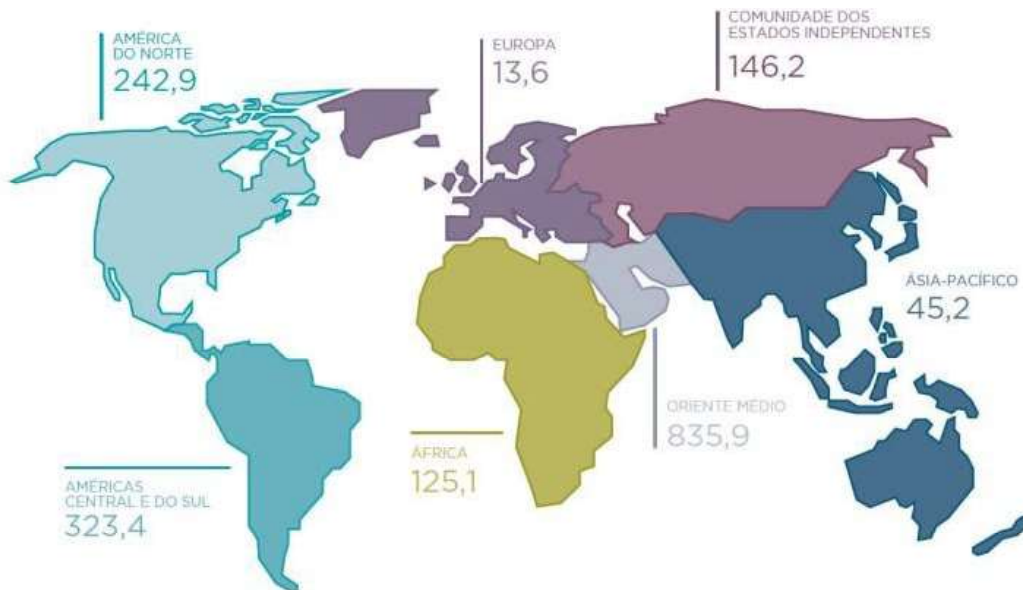 AMÉRICA
DO NORTE
242,9
EUROPA
13,6
COMUNIDADE DOS
ESTADOS INDEPENDENTES
146,2
ÁSIA-PACÍFICO
45,2
ORIENTE MÉDIO
835,9
ÁFRICA
125,1
AMÉRICAS
CENTRAL E DO SUL
323,4